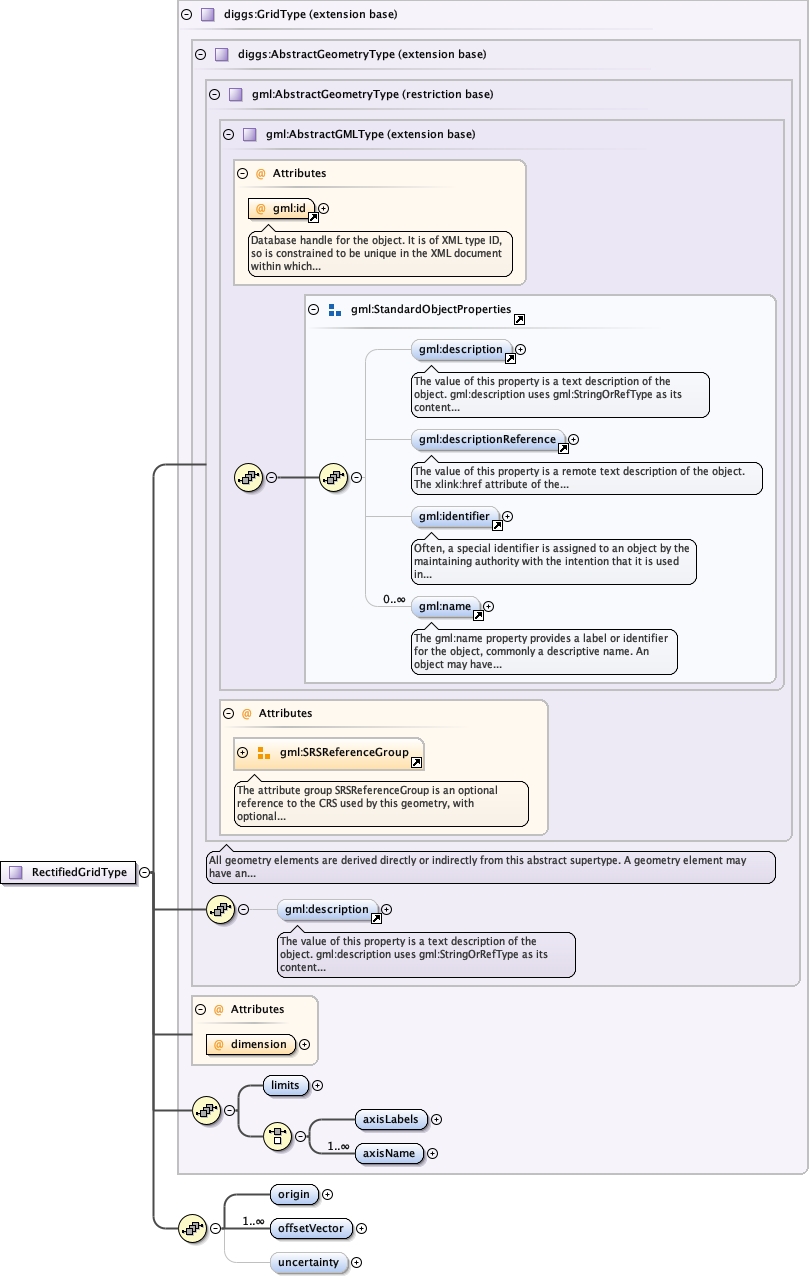 diggs:GridType (extension base)
diggs:AbstractGeometryType (extension base)
gml:AbstractGeometryType (restriction base)
gml:AbstractGMLType (extension base)
@ Attributes
@ gml:id
Database handle for the object. It is of XML type ID,
so is constrained to be unique in the XML document
within which...
gml:StandardObjectProperties
gml:description
The value of this property is a text description of the
object. gml:description uses gml:StringOrRefType as its
content...
gml:descriptionReference
The value of this property is a remote text description of the object.
The xlink:href attribute of the...
gml:identifier
Often, a special identifier is assigned to an object by the
maintaining authority with the intention that it is used
in...
0..∞
gml:name
The gml:name property provides a label or identifier
for the object, commonly a descriptive name. An
object may have...
@ Attributes
gml:SRSReferenceGroup
The attribute group SRSReferenceGroup is an optional
reference to the CRS used by this geometry, with
optional...
All geometry elements are derived directly or indirectly from this abstract supertype. A geometry element may
have an...
RectifiedGridType
gml:description
The value of this property is a text description of the
object. gml:description uses gml:StringOrRefType as its
content...
@ Attributes
@ dimension
limits
axisLabels
1..∞
axisName
origin
1..∞
offsetVector
uncertainty